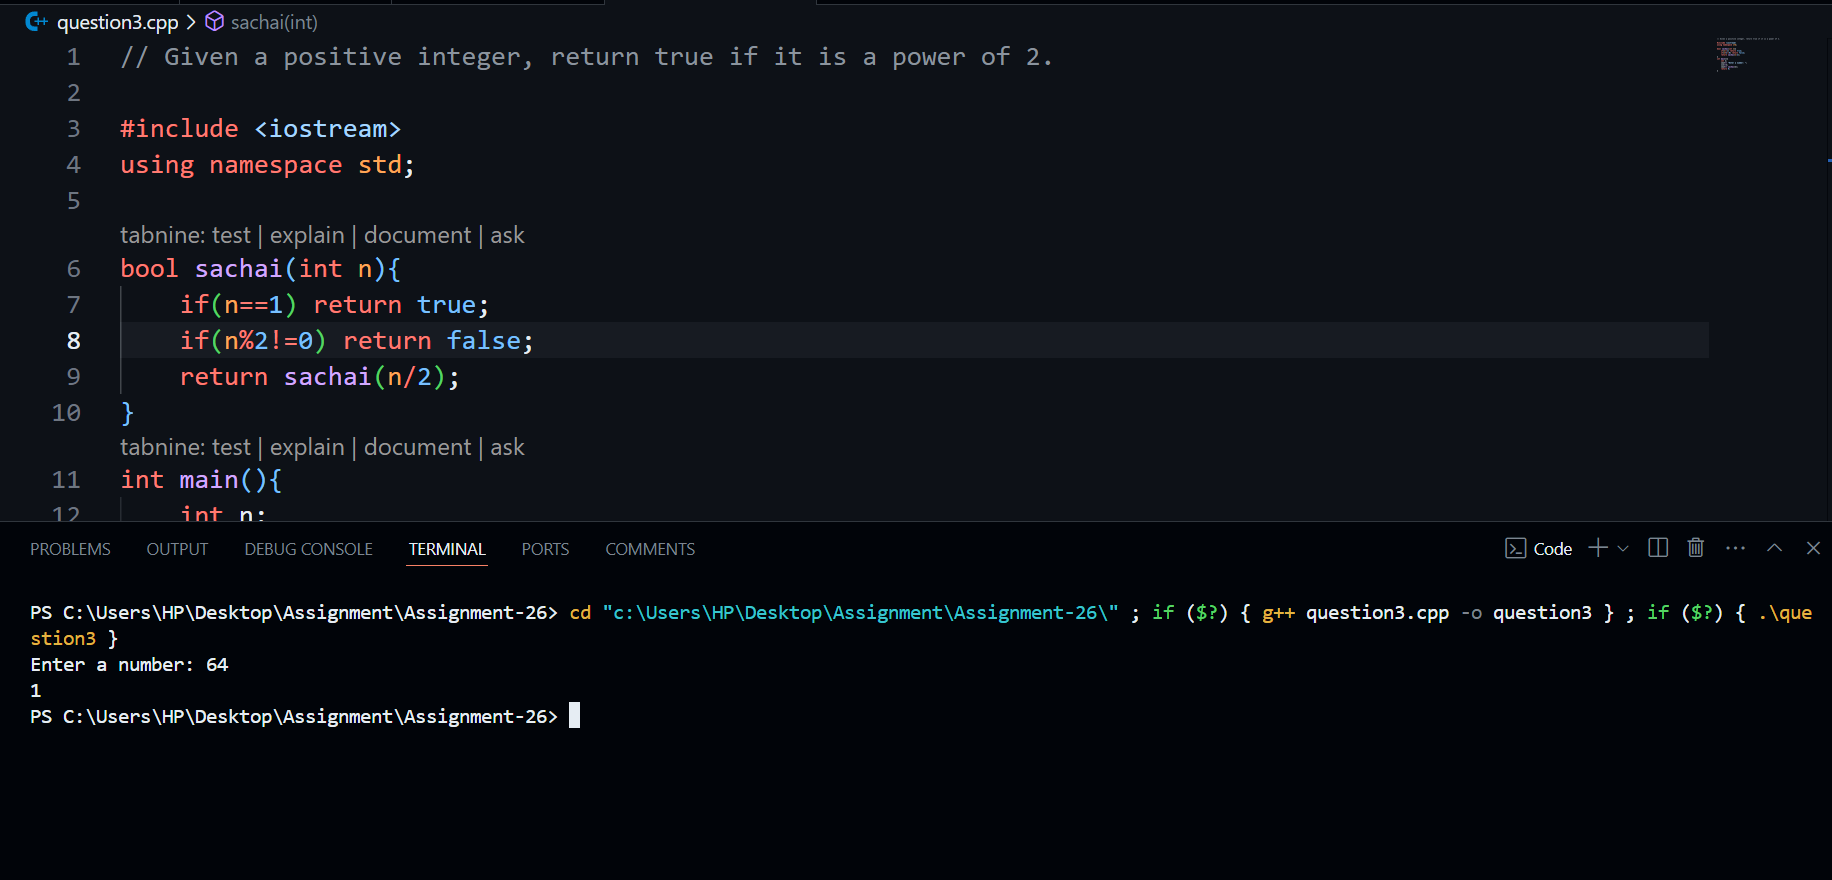 question3.cpp > sachai(int)
1 // Given a positive integer, return true if it is a power of 2.
2
3 #include <iostream>
4 using namespace std;
5
tabnine: test | explain | document | ask
6 bool sachai(int n){
7 if(n==1) return true;
8 if(n%2!=0) return false;
9 return sachai(n/2);
10 }
tabnine: test | explain | document | ask
11 int main(){
12 int n;
PROBLEMS OUTPUT DEBUG CONSOLE TERMINAL PORTS COMMENTS Code
PS C:\Users\HP\Desktop\Assignment\Assignment-26> cd "c:\Users\HP\Desktop\Assignment\Assignment-26\" ; if ($?) { g++ question3.cpp -o question3 } ; if ($?) { .\que
stion3 }
Enter a number: 64
1
PS C:\Users\HP\Desktop\Assignment\Assignment-26>